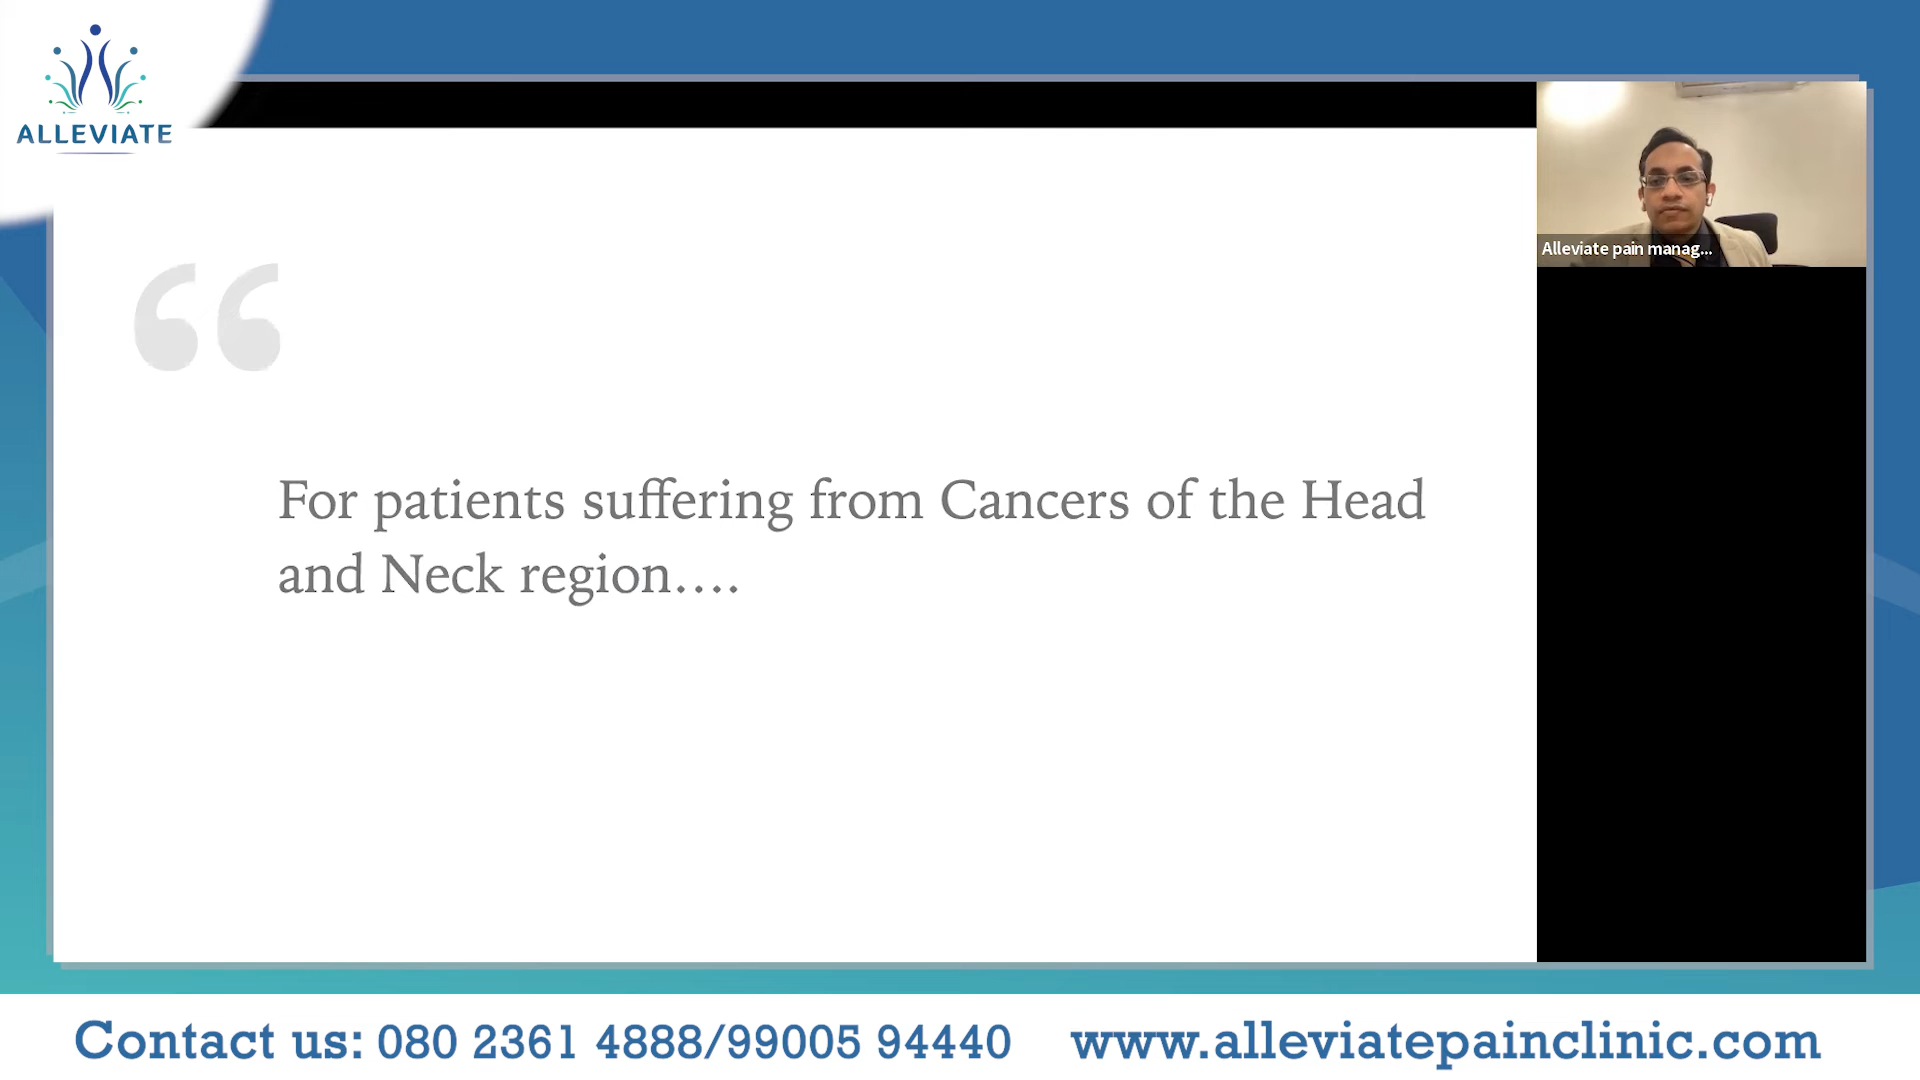 ALLEVIATE
Alleviate pain manag...
“
For patients suffering from Cancers of the Head
and Neck region….
Contact us: 080 2361 4888/99005 94440
www.alleviatepainclinic.com